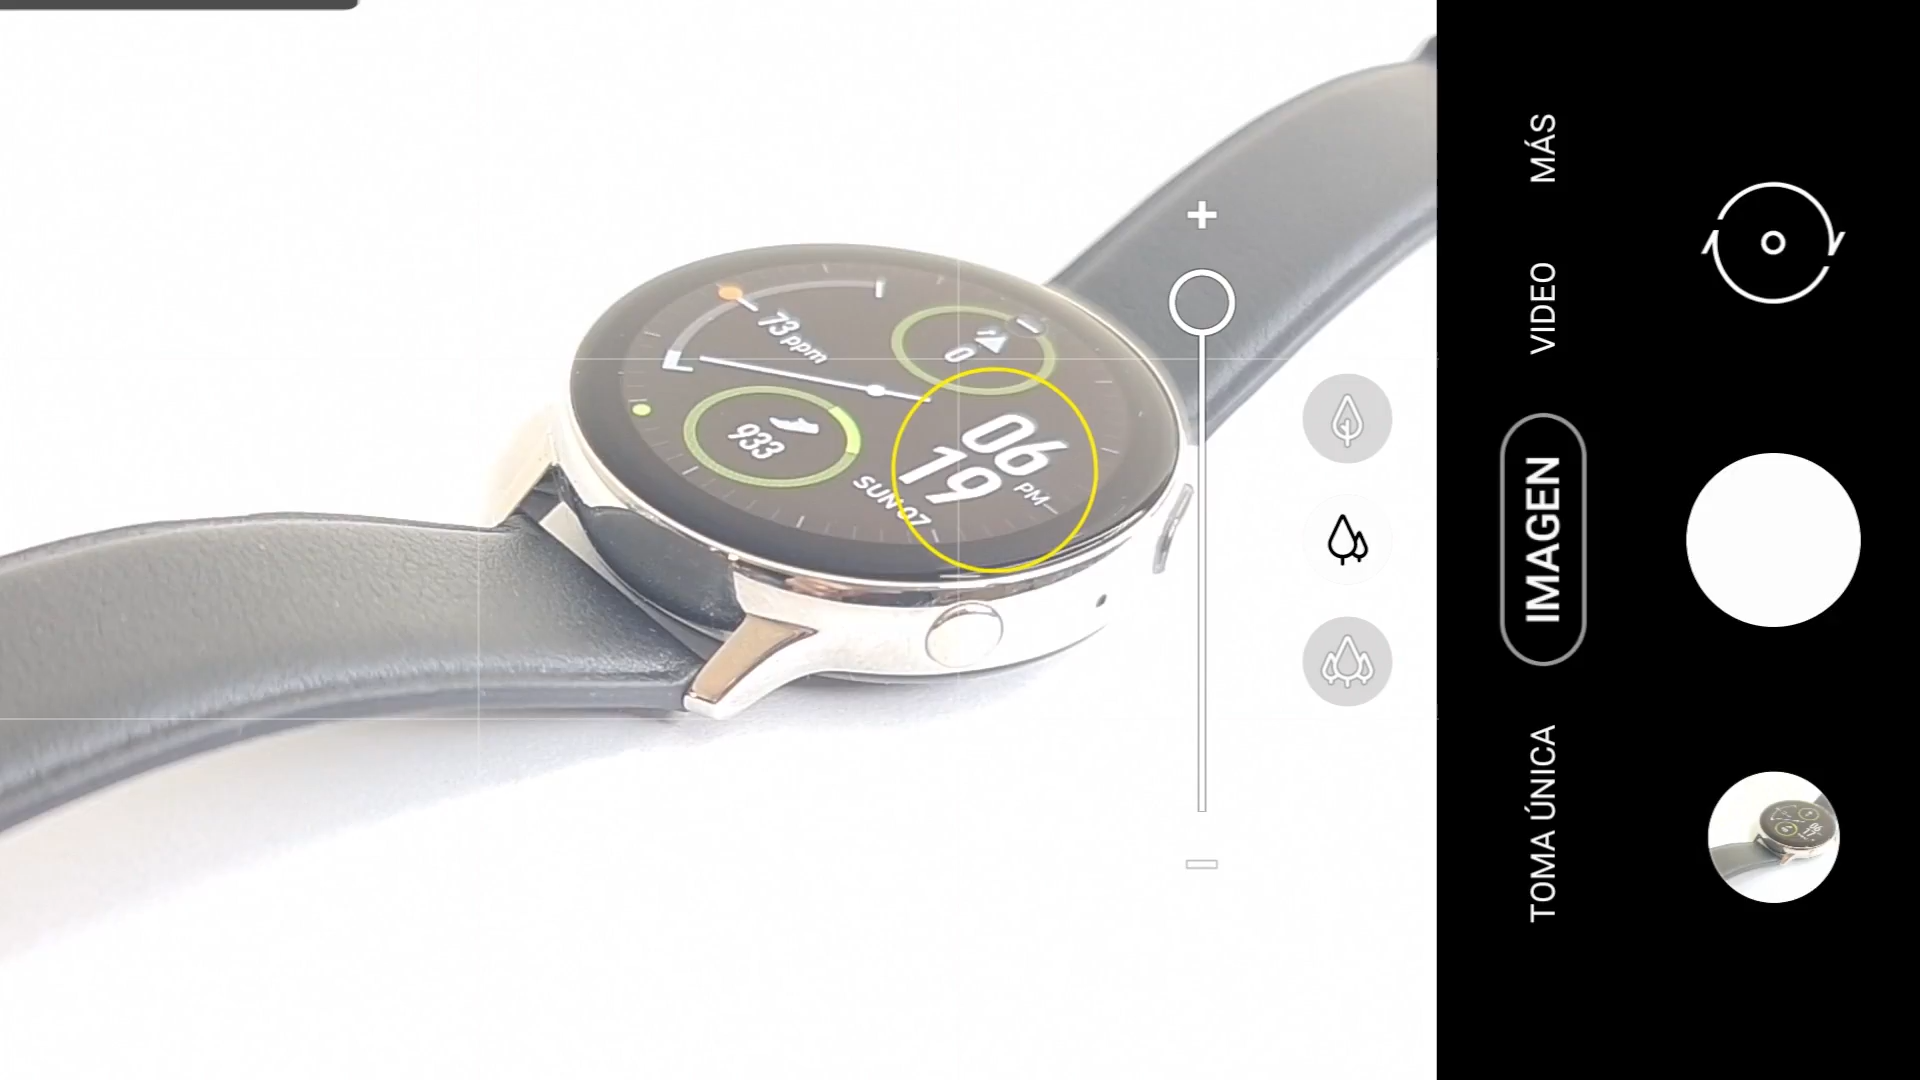 73 ppm
0
933
06
19 PM
SUN 07
MÁS
VIDEO
IMAGEN
TOMA ÚNICA